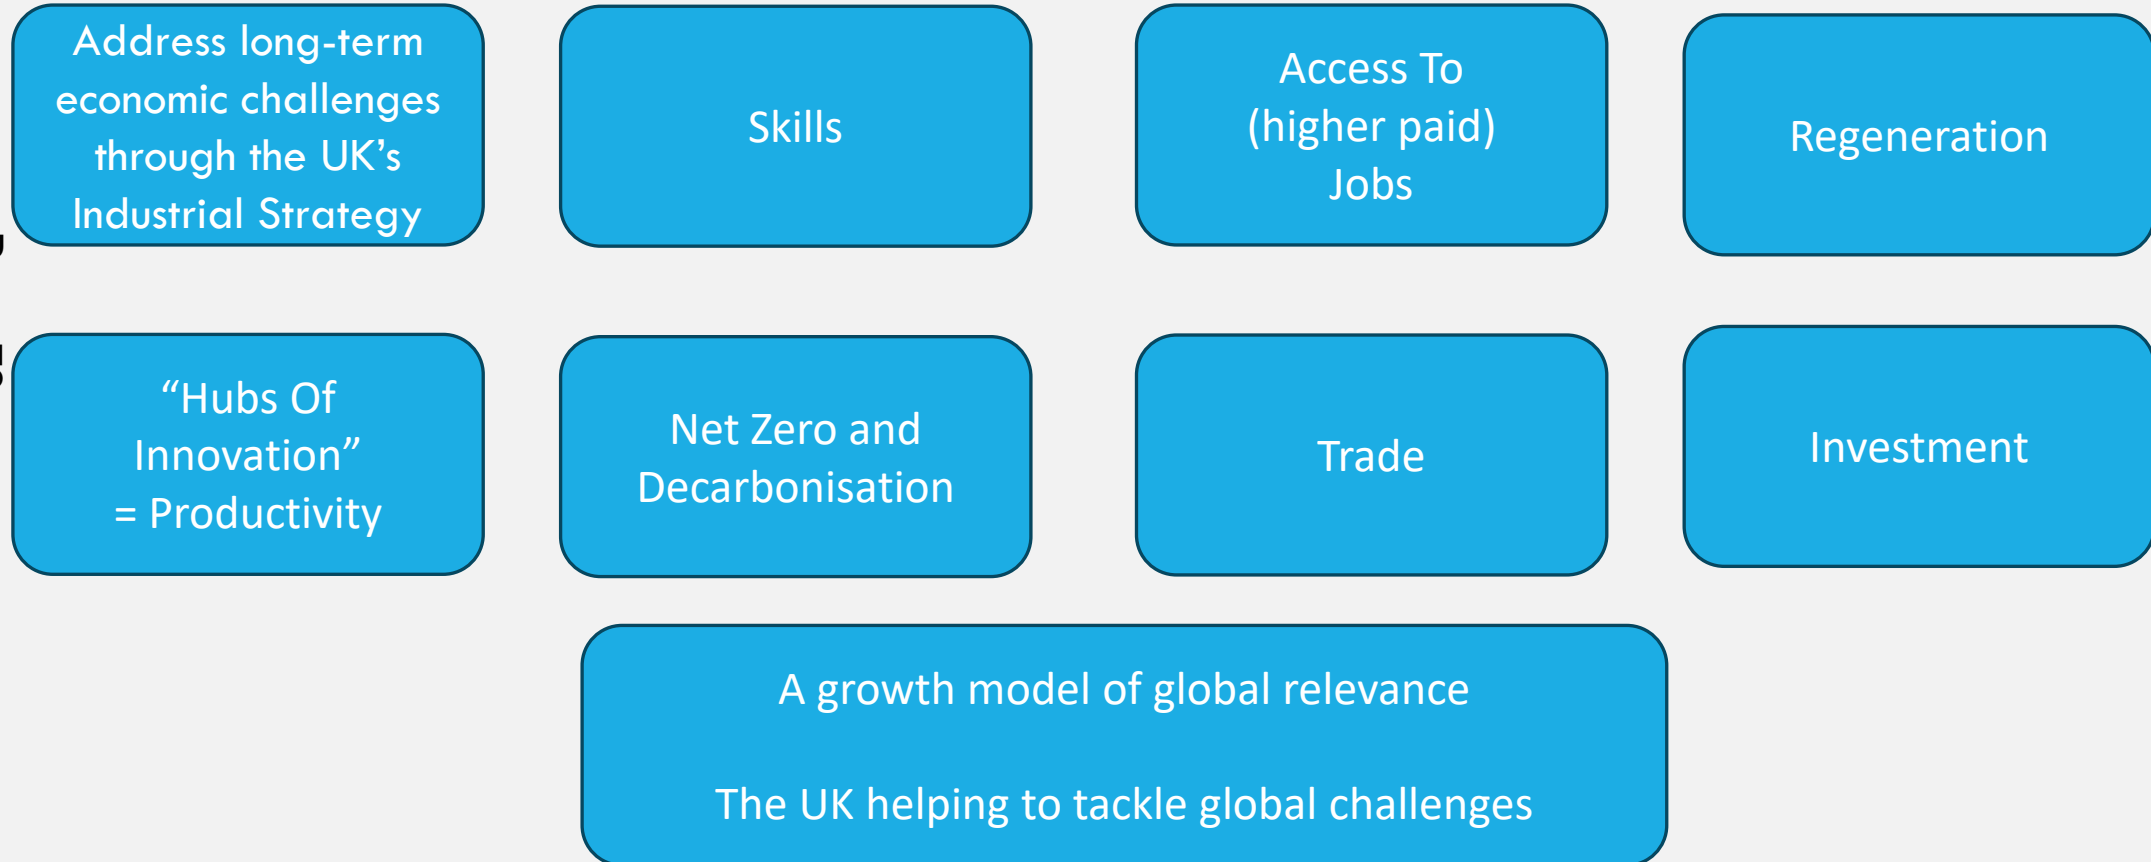 Address long-term
economic challenges
through the UK’s
Industrial Strategy
Skills
Access To
(higher paid)
Jobs
Regeneration
“Hubs Of
Innovation”
= Productivity
Net Zero and
Decarbonisation
Trade
Investment
A growth model of global relevance
The UK helping to tackle global challenges